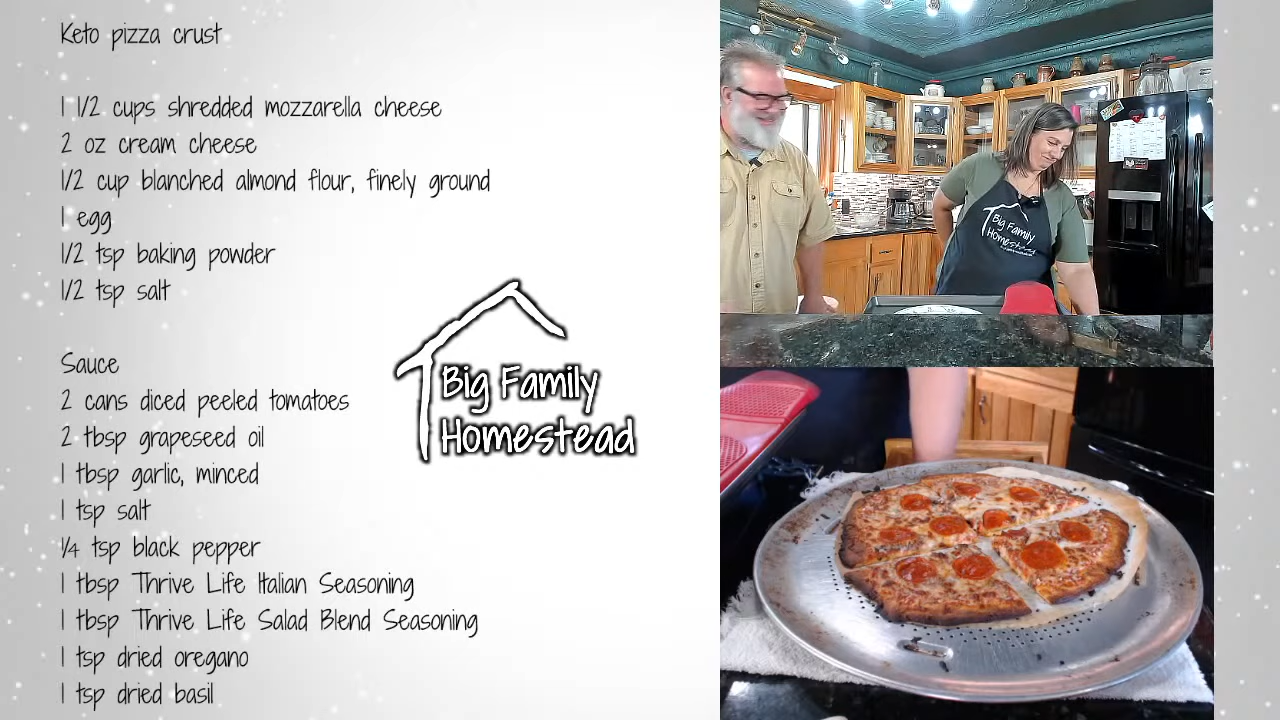 Keto pizza crust
1 1/2 cups shredded mozzarella cheese
2 oz cream cheese
1/2 cup blanched almond flour, finely ground
1 egg
1/2 tsp baking powder
1/2 tsp salt
Sauce
2 cans diced peeled tomatoes
2 tbsp grapeseed oil
1 tbsp garlic, minced
1 tsp salt
1/4 tsp black pepper
1 tbsp Thrive Life Italian Seasoning
1 tbsp Thrive Life Salad Blend Seasoning
1 tsp dried oregano
1 tsp dried basil
Big Family
Homestead
Big Family
Homestead